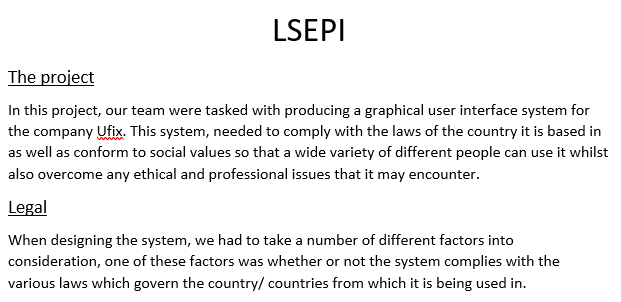 LSEPI
The project
In this project, our team were tasked with producing a graphical user interface system for
the company Ufix. This system, needed to comply with the laws of the country it is based in
as well as conform to social values so that a wide variety of different people can use it whilst
also overcome any ethical and professional issues that it may encounter.
Legal
When designing the system, we had to take a number of different factors into
consideration, one of these factors was whether or not the system complies with the
various laws which govern the country/ countries from which it is being used in.